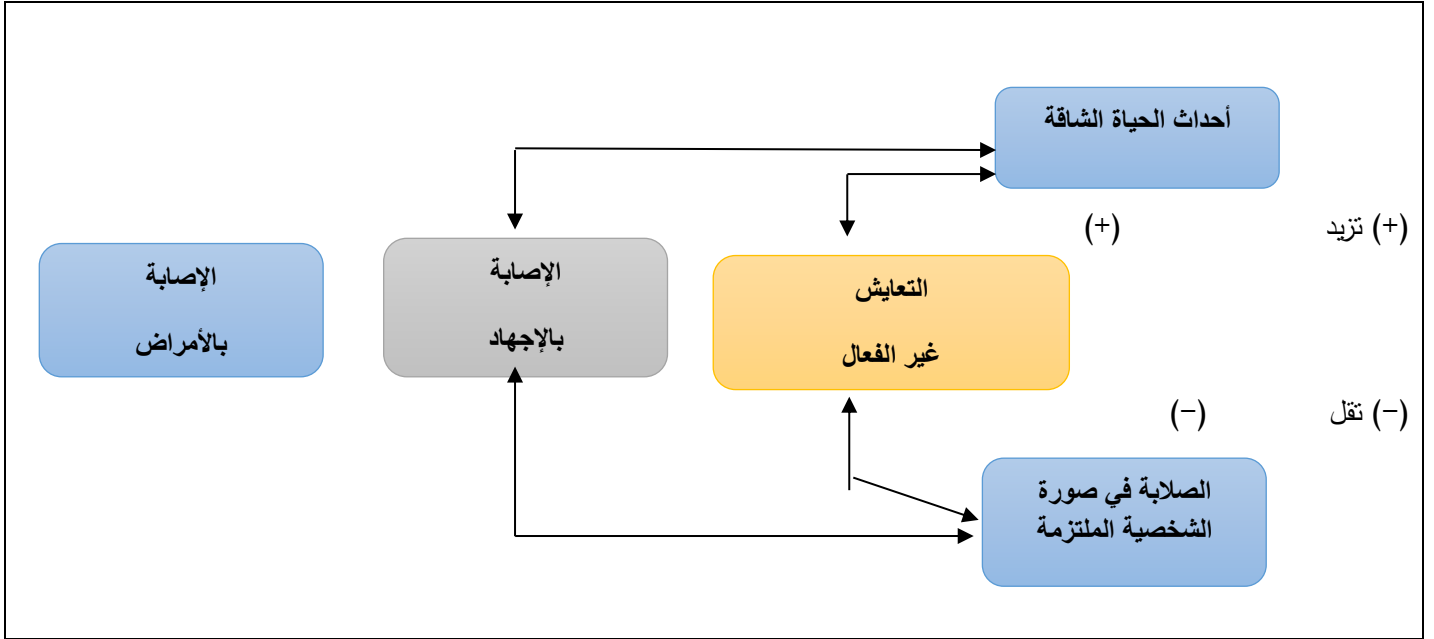 أحداث الحياة الشاقة
(+) تزيد
(+)
التعايش
غير الفعال
الإصابة
بالإجهاد
الإصابة
بالأمراض
(−) تقل
(−)
الصلابة في صورة
الشخصية الملتزمة